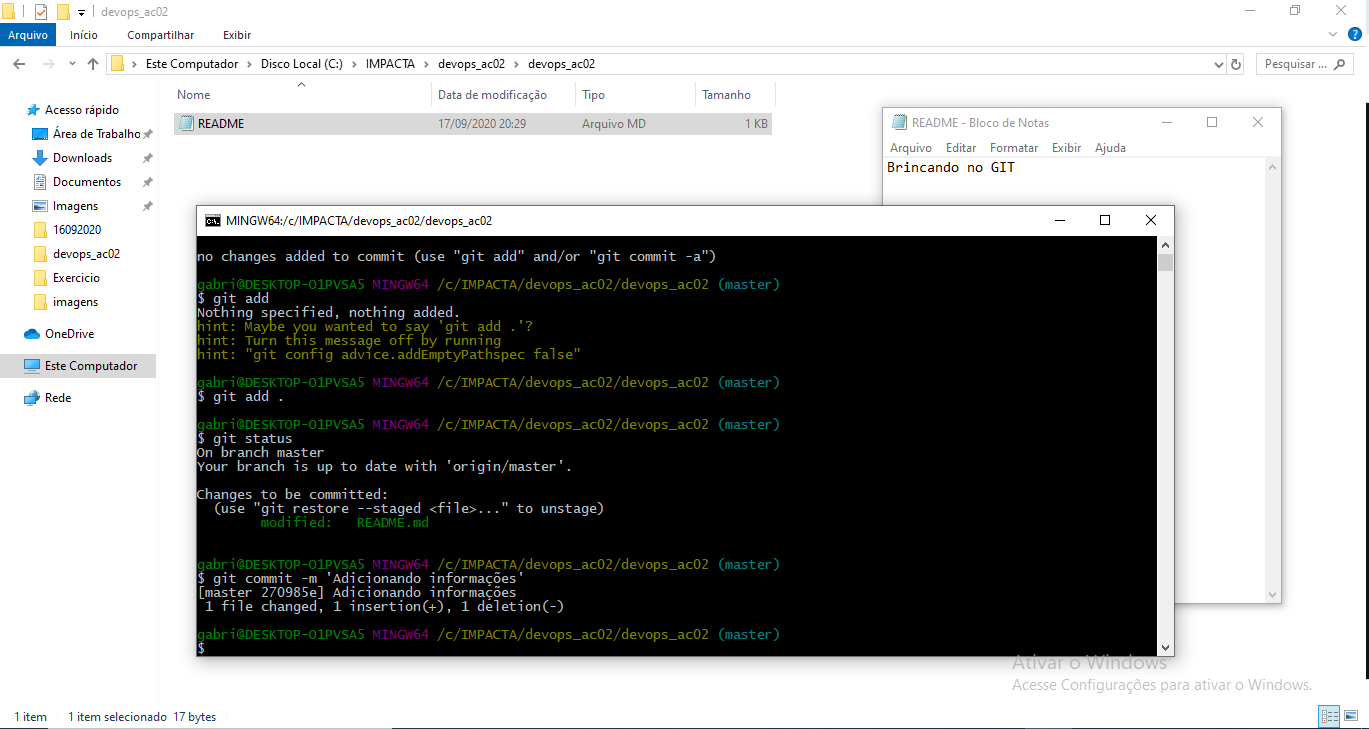 devops_ac02
Arquivo Início Compartilhar Exibir
Este Computador Disco Local (C:) IMPACTA devops_ac02 devops_ac02
Pesquisar ...
Acesso rápido
Área de Trabalho
Downloads
Documentos
Imagens
16092020
devops_ac02
Exercicio
imagens
OneDrive
Este Computador
Rede
Nome Data de modificação Tipo Tamanho
README 17/09/2020 20:29 Arquivo MD 1 KB
README - Bloco de Notas
Arquivo Editar Formatar Exibir Ajuda
Brincando no GIT
MINGW64:/c/IMPACTA/devops_ac02/devops_ac02
no changes added to commit (use "git add" and/or "git commit -a")
gabri@DESKTOP-O1PVSA5 MINGW64 /c/IMPACTA/devops_ac02/devops_ac02 (master)
$ git add
Nothing specified, nothing added.
hint: Maybe you wanted to say 'git add .'?
hint: Turn this message off by running
hint: "git config advice.addEmptyPathspec false"
gabri@DESKTOP-O1PVSA5 MINGW64 /c/IMPACTA/devops_ac02/devops_ac02 (master)
$ git add .
gabri@DESKTOP-O1PVSA5 MINGW64 /c/IMPACTA/devops_ac02/devops_ac02 (master)
$ git status
On branch master
Your branch is up to date with 'origin/master'.
Changes to be committed:
(use "git restore --staged <file>..." to unstage)
modified: README.md
gabri@DESKTOP-O1PVSA5 MINGW64 /c/IMPACTA/devops_ac02/devops_ac02 (master)
$ git commit -m 'Adicionando informações'
[master 270985e] Adicionando informações
1 file changed, 1 insertion(+), 1 deletion(-)
gabri@DESKTOP-O1PVSA5 MINGW64 /c/IMPACTA/devops_ac02/devops_ac02 (master)
$
Ativar o Windows
Acesse Configurações para ativar o Windows.
1 item 1 item selecionado 17 bytes